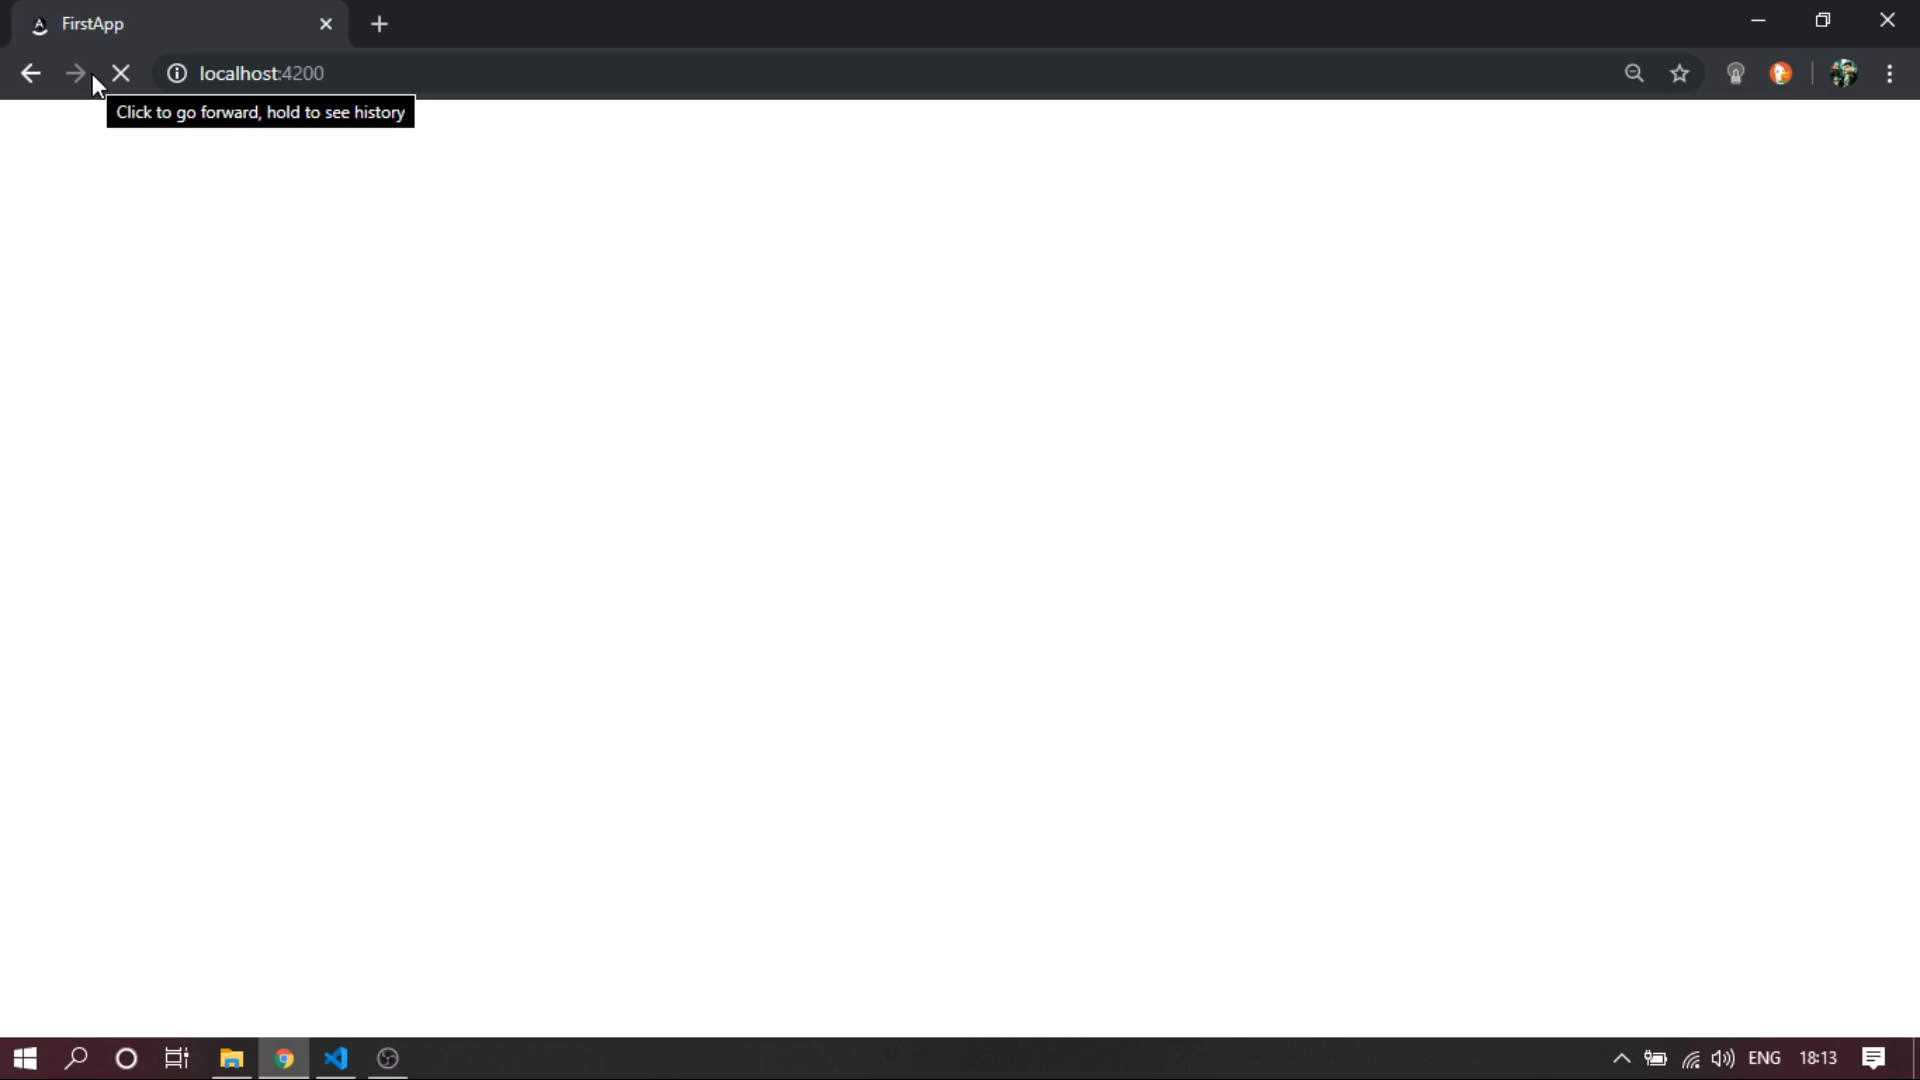 FirstApp
localhost:4200
Click to go forward, hold to see history
ENG 18:13